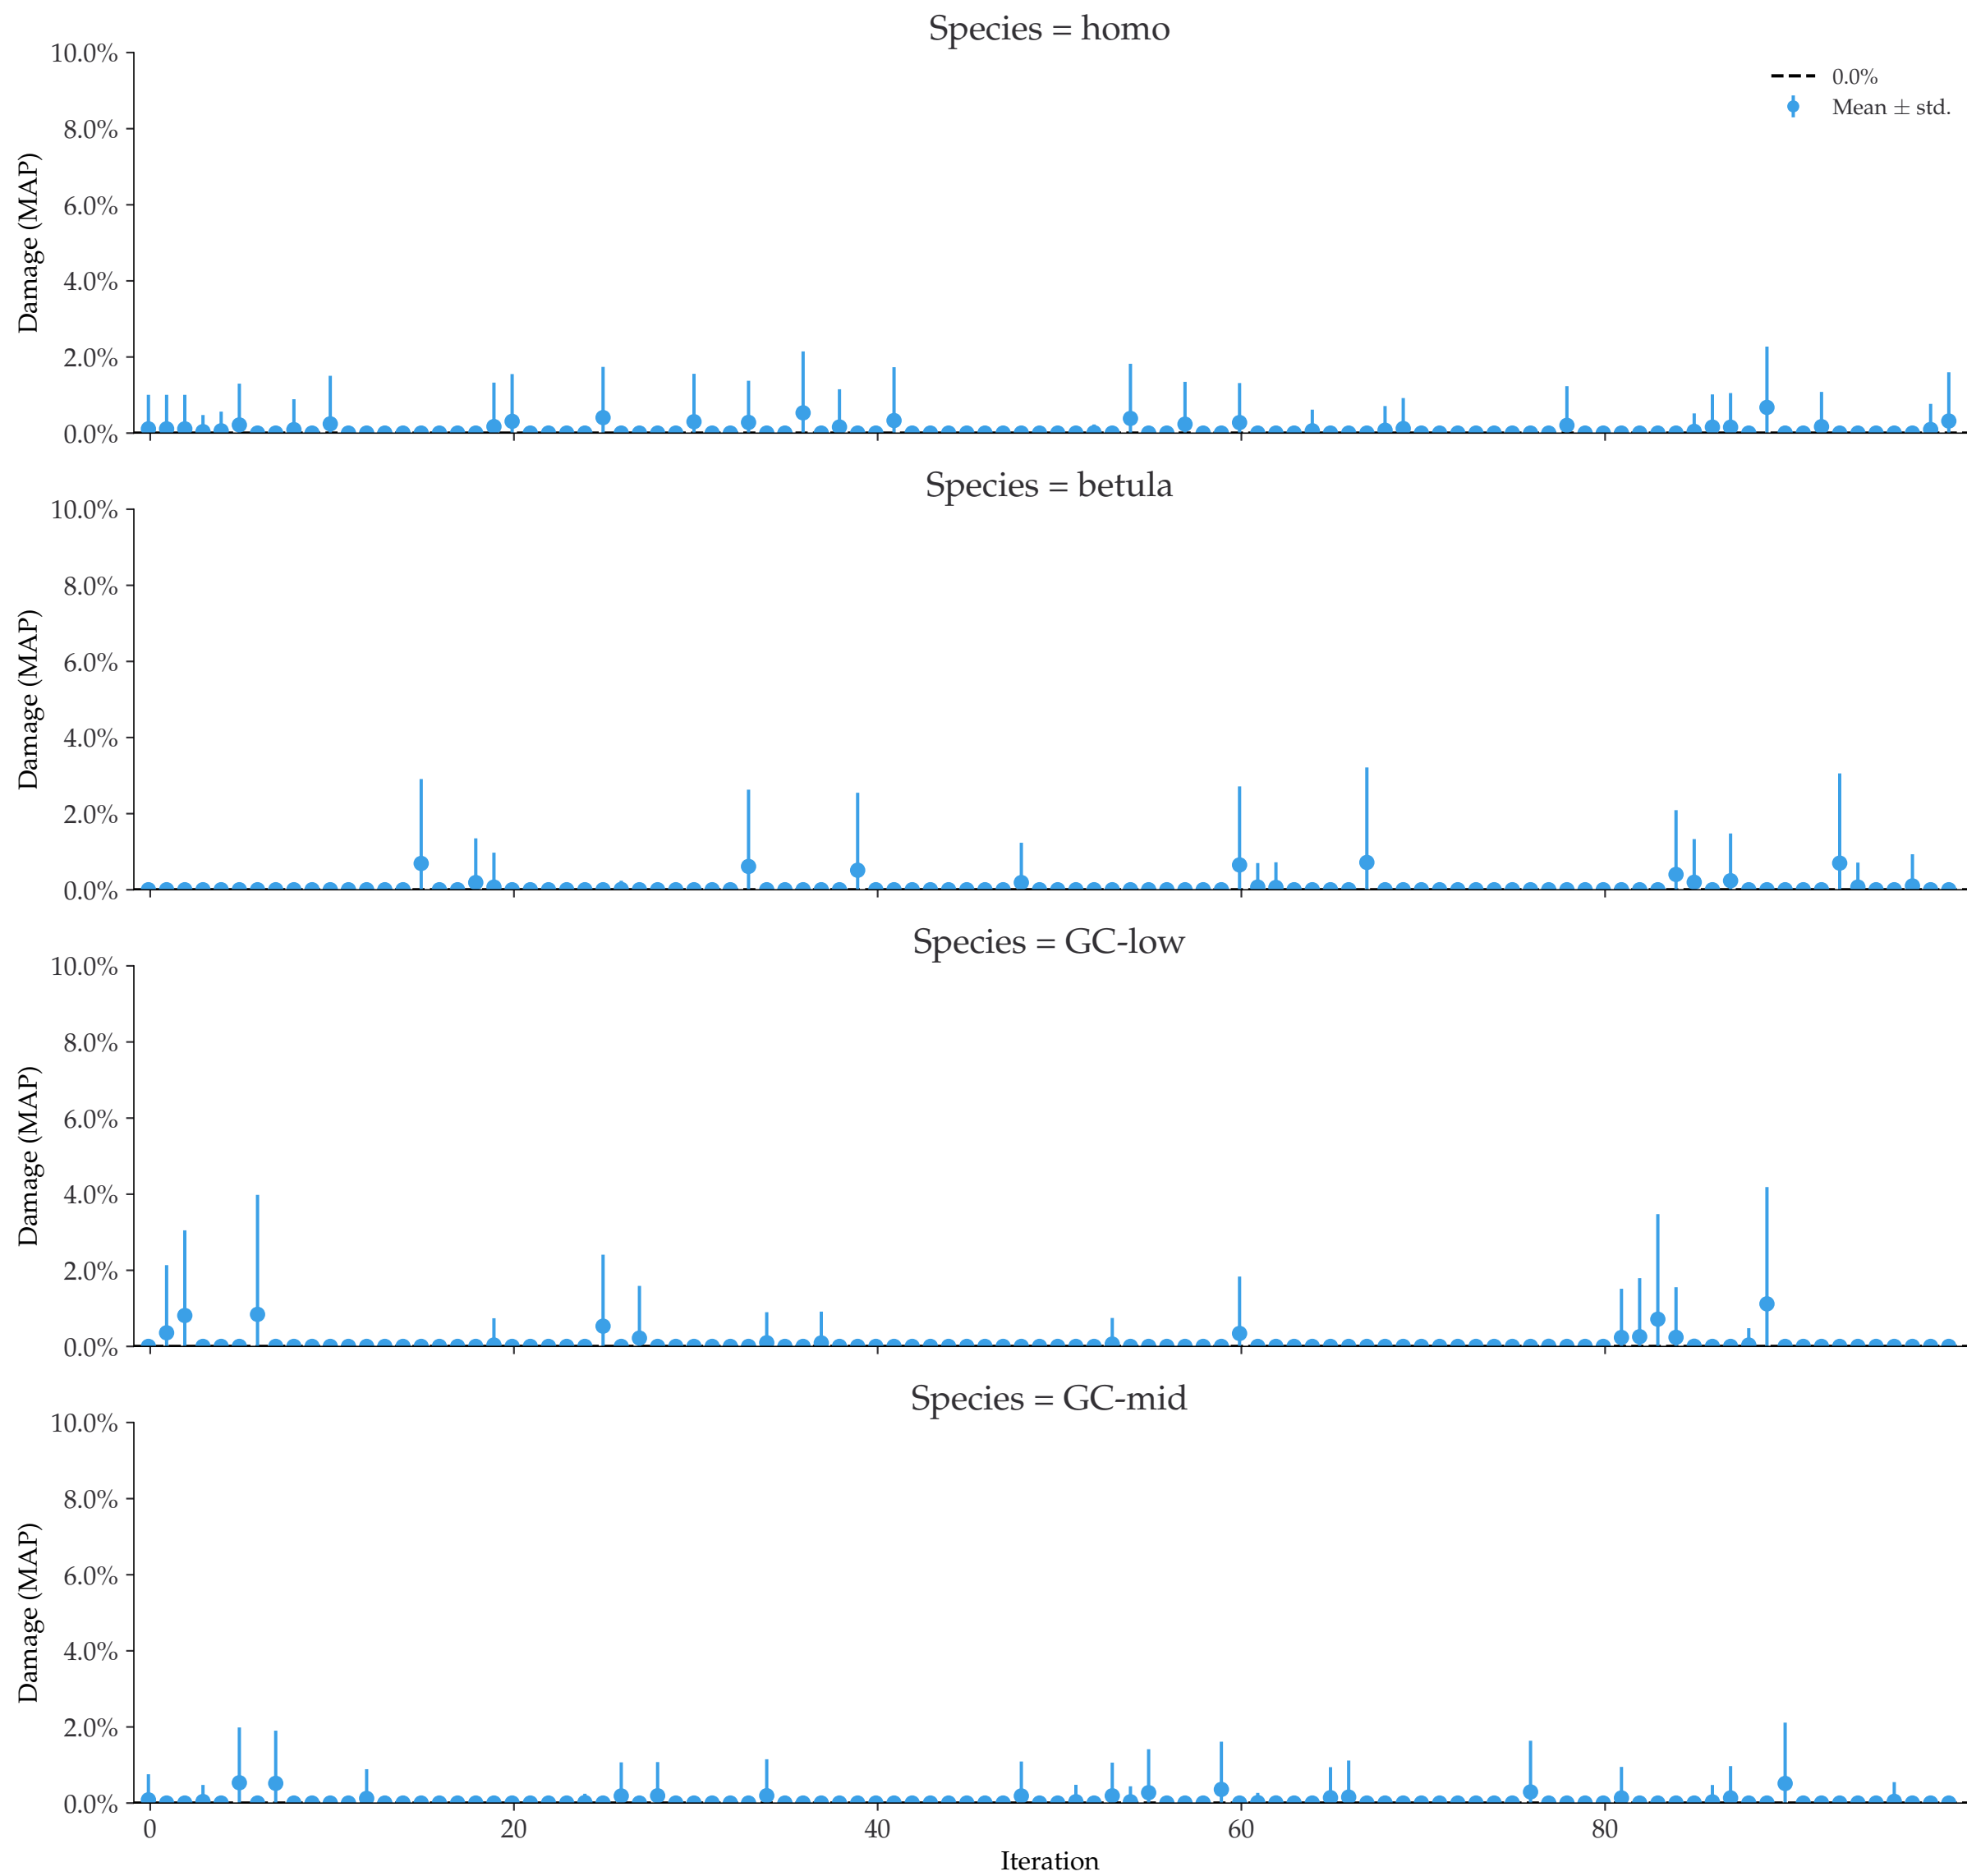 Species = homo
10.0%
8.0%
6.0%
4.0%
2.0%
0.0%
Damage (MAP)
0.0%
Mean ± std.
Species = betula
10.0%
8.0%
6.0%
4.0%
2.0%
0.0%
Damage (MAP)
Species = GC-low
10.0%
8.0%
6.0%
4.0%
2.0%
0.0%
Damage (MAP)
Species = GC-mid
10.0%
8.0%
6.0%
4.0%
2.0%
0.0%
Damage (MAP)
0 20 40 60 80
Iteration